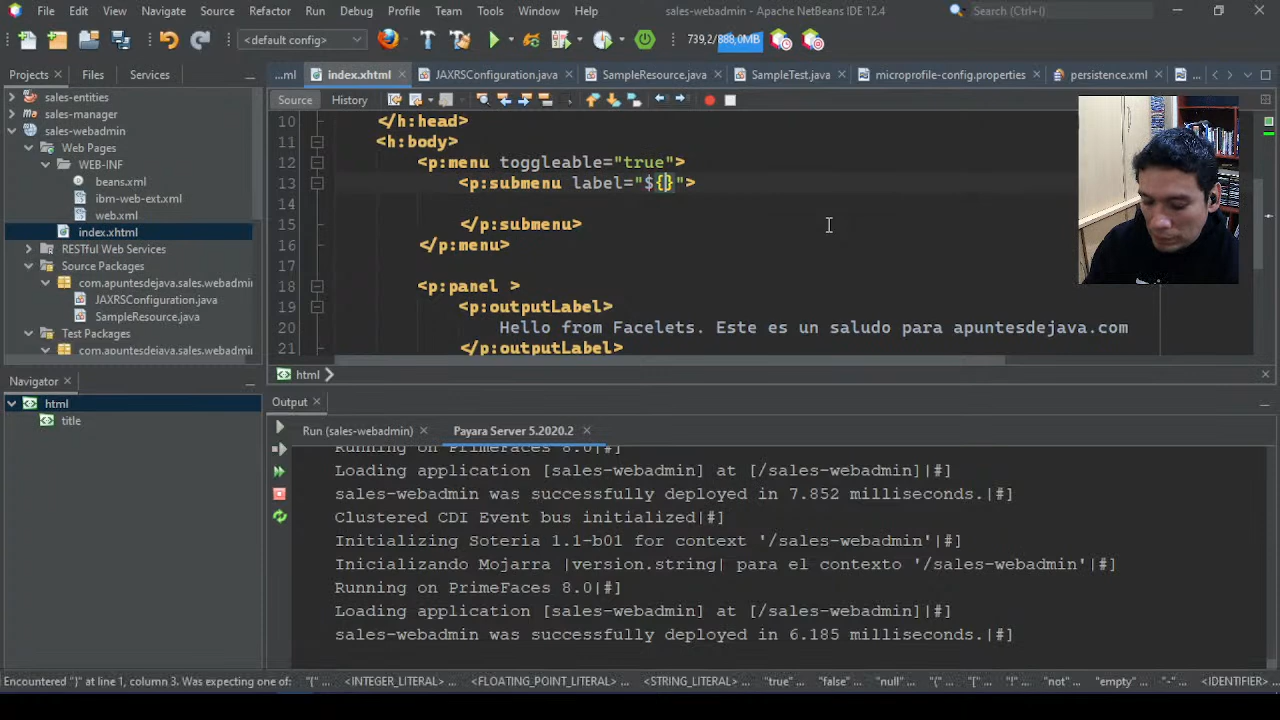 File Edit View Navigate Source Refactor Run Debug Profile Team Tools Window Help sales-webadmin - Apache NetBeans IDE 12.4 Search (Ctrl+I)
<default config> 739,2/888,0MB
Projects Files Services
...ml index.xhtml JAXRSConfiguration.java SampleResource.java SampleTest.java microprofile-config.properties persistence.xml ...
Source History
sales-entities
sales-manager
sales-webadmin
Web Pages
WEB-INF
beans.xml
ibm-web-ext.xml
web.xml
index.xhtml
RESTful Web Services
Source Packages
com.apuntesdejava.sales.webadmin
JAXRSConfiguration.java
SampleResource.java
Test Packages
com.apuntesdejava.sales.webadmin
10 </h:head>
11 <h:body>
12 <p:menu toggleable="true">
13 <p:submenu label="${}">
14
15 </p:submenu>
16 </p:menu>
17
18 <p:panel >
19 <p:outputLabel>
20 Hello from Facelets. Este es un saludo para apuntesdejava.com
21 </p:outputLabel>
html
Navigator
html
title
Output
Run (sales-webadmin) Payara Server 5.2020.2
Running on PrimeFaces 8.0|#]
Loading application [sales-webadmin] at [/sales-webadmin]|#]
sales-webadmin was successfully deployed in 7.852 milliseconds.|#]
Clustered CDI Event bus initialized|#]
Initializing Soteria 1.1-b01 for context '/sales-webadmin'|#]
Inicializando Mojarra |version.string| para el contexto '/sales-webadmin'|#]
Running on PrimeFaces 8.0|#]
Loading application [sales-webadmin] at [/sales-webadmin]|#]
sales-webadmin was successfully deployed in 6.185 milliseconds.|#]
Encountered "}" at line 1, column 3. Was expecting one of: "{" ... <INTEGER_LITERAL> ... <FLOATING_POINT_LITERAL> ... <STRING_LITERAL> ... "true" ... "false" ... "null" ... "(" ... "[" ... "!" ... "not" ... "empty" ... "-" ... <IDENTIFIER> ...